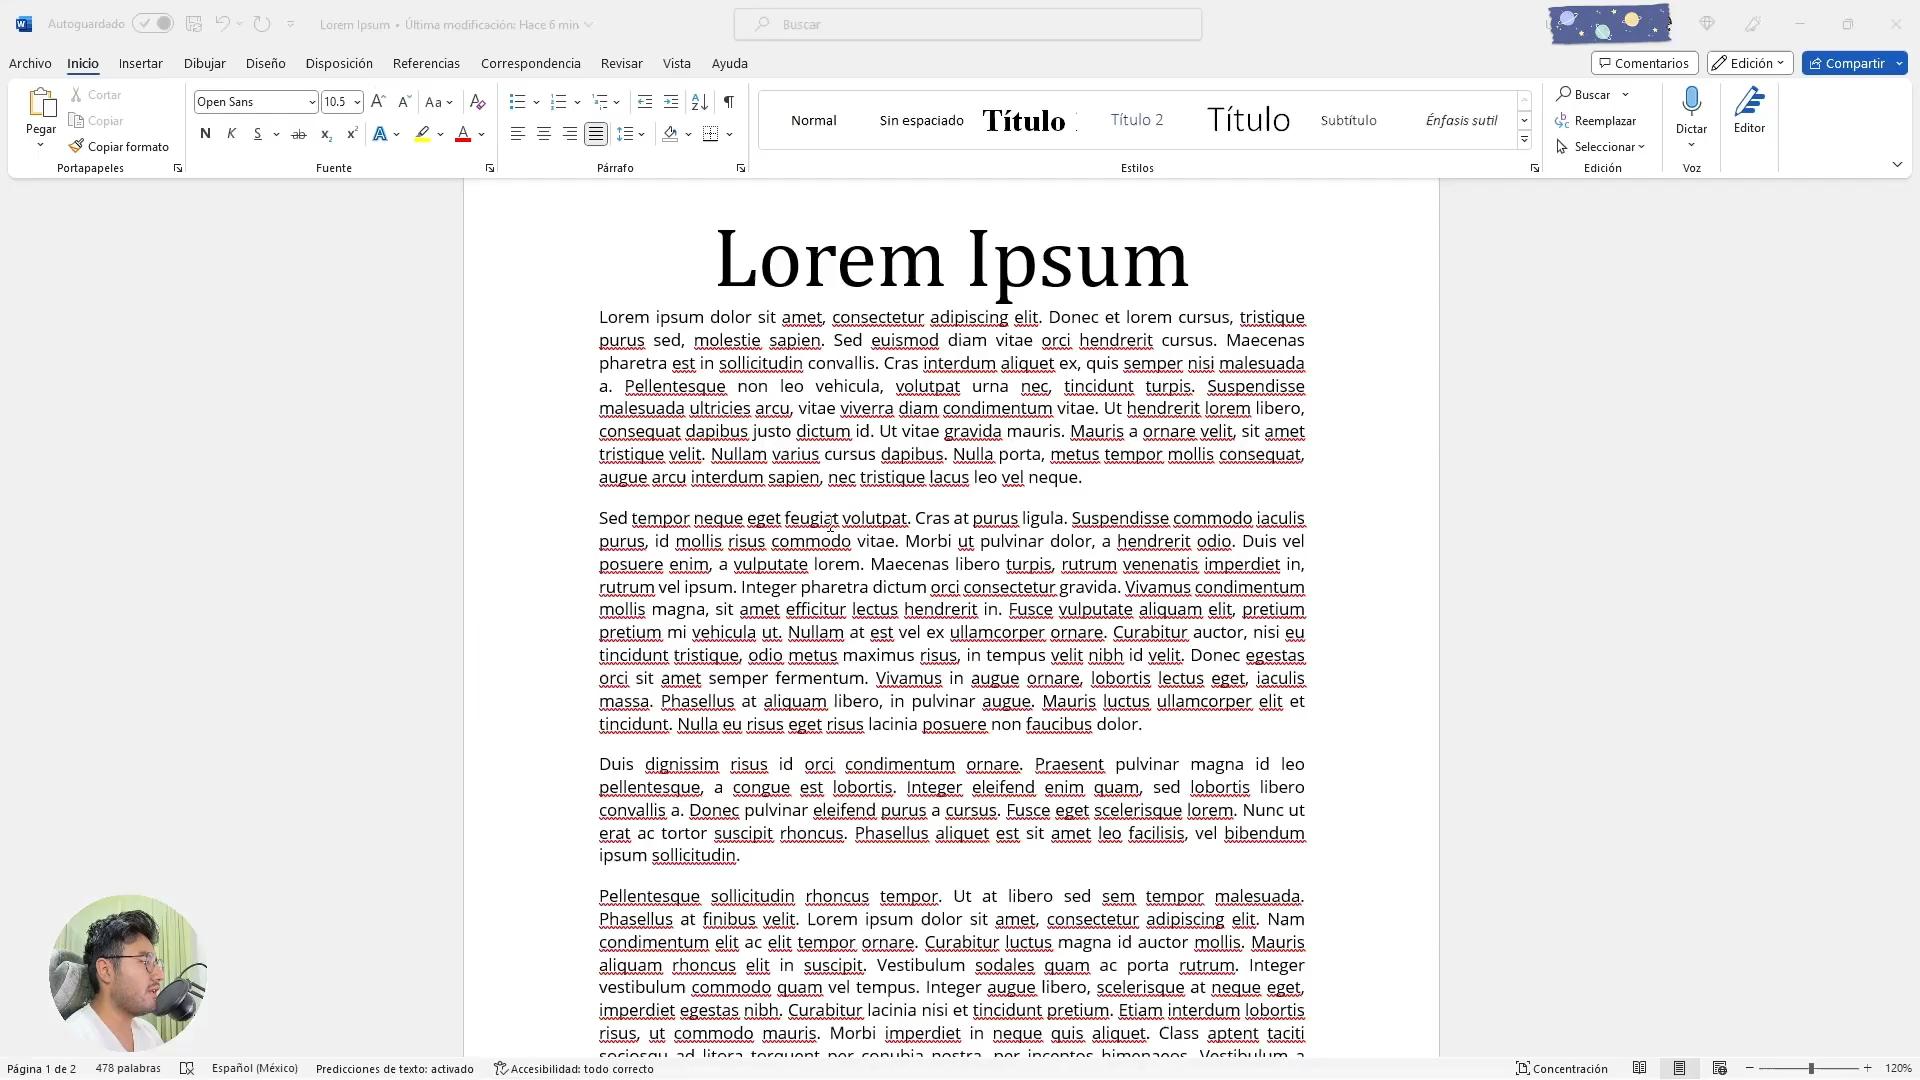 Autoguardado
Lorem Ipsum • Última modificación: Hace 6 min
Buscar
Archivo Inicio Insertar Dibujar Diseño Disposición Referencias Correspondencia Revisar Vista Ayuda
Comentarios Edición Compartir
Pegar
Cortar
Copiar
Copiar formato
Portapapeles
Open Sans 10.5
Aa
N K S ab x₂ x² A A
Fuente
Párrafo
Normal Sin espaciado Título Título 2 Título Subtítulo Énfasis sutil
Estilos
Buscar
Reemplazar
Seleccionar
Edición
Dictar
Voz
Editor
Lorem Ipsum
Lorem ipsum dolor sit amet, consectetur adipiscing elit. Donec et lorem cursus, tristique
purus sed, molestie sapien. Sed euismod diam vitae orci hendrerit cursus. Maecenas
pharetra est in sollicitudin convallis. Cras interdum aliquet ex, quis semper nisi malesuada
a. Pellentesque non leo vehicula, volutpat urna nec, tincidunt turpis. Suspendisse
malesuada ultricies arcu, vitae viverra diam condimentum vitae. Ut hendrerit lorem libero,
consequat dapibus justo dictum id. Ut vitae gravida mauris. Mauris a ornare velit, sit amet
tristique velit. Nullam varius cursus dapibus. Nulla porta, metus tempor mollis consequat,
augue arcu interdum sapien, nec tristique lacus leo vel neque.
Sed tempor neque eget feugiat volutpat. Cras at purus ligula. Suspendisse commodo iaculis
purus, id mollis risus commodo vitae. Morbi ut pulvinar dolor, a hendrerit odio. Duis vel
posuere enim, a vulputate lorem. Maecenas libero turpis, rutrum venenatis imperdiet in,
rutrum vel ipsum. Integer pharetra dictum orci consectetur gravida. Vivamus condimentum
mollis magna, sit amet efficitur lectus hendrerit in. Fusce vulputate aliquam elit, pretium
pretium mi vehicula ut. Nullam at est vel ex ullamcorper ornare. Curabitur auctor, nisi eu
tincidunt tristique, odio metus maximus risus, in tempus velit nibh id velit. Donec egestas
orci sit amet semper fermentum. Vivamus in augue ornare, lobortis lectus eget, iaculis
massa. Phasellus at aliquam libero, in pulvinar augue. Mauris luctus ullamcorper elit et
tincidunt. Nulla eu risus eget risus lacinia posuere non faucibus dolor.
Duis dignissim risus id orci condimentum ornare. Praesent pulvinar magna id leo
pellentesque, a congue est lobortis. Integer eleifend enim quam, sed lobortis libero
convallis a. Donec pulvinar eleifend purus a cursus. Fusce eget scelerisque lorem. Nunc ut
erat ac tortor suscipit rhoncus. Phasellus aliquet est sit amet leo facilisis, vel bibendum
ipsum sollicitudin.
Pellentesque sollicitudin rhoncus tempor. Ut at libero sed sem tempor malesuada.
Phasellus at finibus velit. Lorem ipsum dolor sit amet, consectetur adipiscing elit. Nam
condimentum elit ac elit tempor ornare. Curabitur luctus magna id auctor mollis. Mauris
aliquam rhoncus elit in suscipit. Vestibulum sodales quam ac porta rutrum. Integer
vestibulum commodo quam vel tempus. Integer augue libero, scelerisque at neque eget,
imperdiet egestas nibh. Curabitur lacinia nisi et tincidunt pretium. Etiam interdum lobortis
risus, ut commodo mauris. Morbi imperdiet in neque quis aliquet. Class aptent taciti
sociosqu ad litora torquent per conubia nostra, per inceptos himenaeos. Vestibulum a
Página 1 de 2 478 palabras Español (México) Predicciones de texto: activado Accesibilidad: todo correcto Concentración 120%